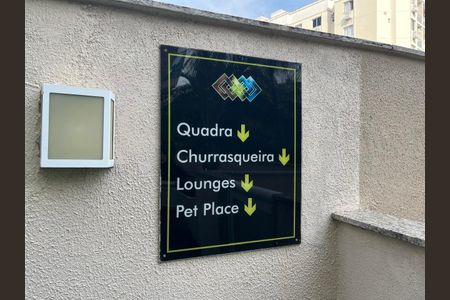 Quadra
Churrasqueira
Lounges
Pet Place